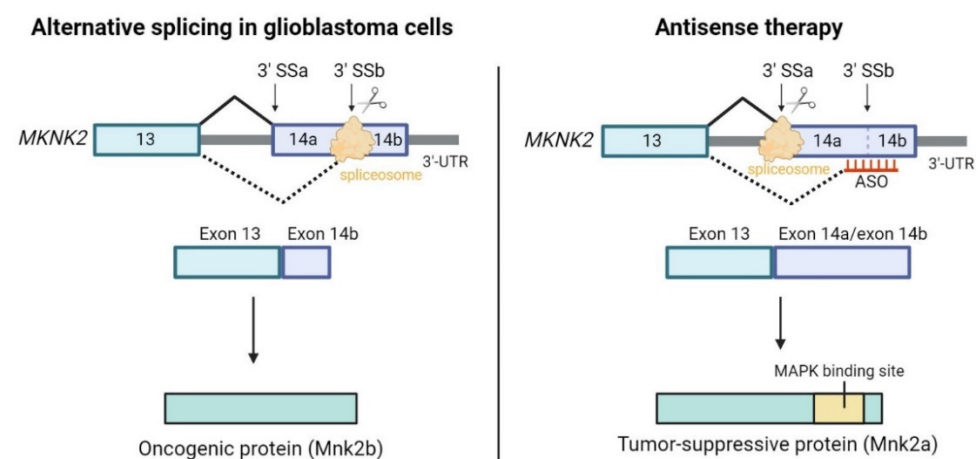 Alternative splicing in glioblastoma cells
3' SSa 3' SSb
MKNK2 13 14a 14b
spliceosome 3'-UTR
Exon 13 Exon 14b
Oncogenic protein (Mnk2b)
Antisense therapy
3' SSa 3' SSb
MKNK2 13 14a 14b
spliceosome ASO 3'-UTR
Exon 13 Exon 14a/exon 14b
MAPK binding site
Tumor-suppressive protein (Mnk2a)